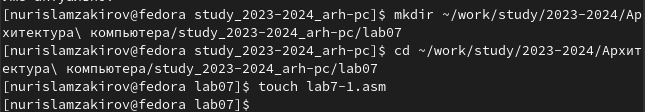 [nurislamzakirov@fedora study_2023-2024_arh-pc]$ mkdir ~/work/study/2023-2024/Ар
хитектура\ компьютера/study_2023-2024_arh-pc/lab07
[nurislamzakirov@fedora study_2023-2024_arh-pc]$ cd ~/work/study/2023-2024/Архит
ектура\ компьютера/study_2023-2024_arh-pc/lab07
[nurislamzakirov@fedora lab07]$ touch lab7-1.asm
[nurislamzakirov@fedora lab07]$